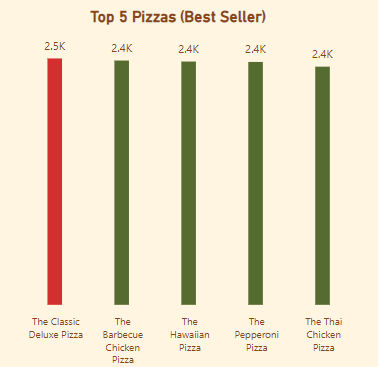 Top 5 Pizzas (Best Seller)
2.5K
2.4K
2.4K
2.4K
2.4K
The Classic
Deluxe Pizza
The
Barbecue
Chicken
Pizza
The
Hawaiian
Pizza
The
Pepperoni
Pizza
The Thai
Chicken
Pizza